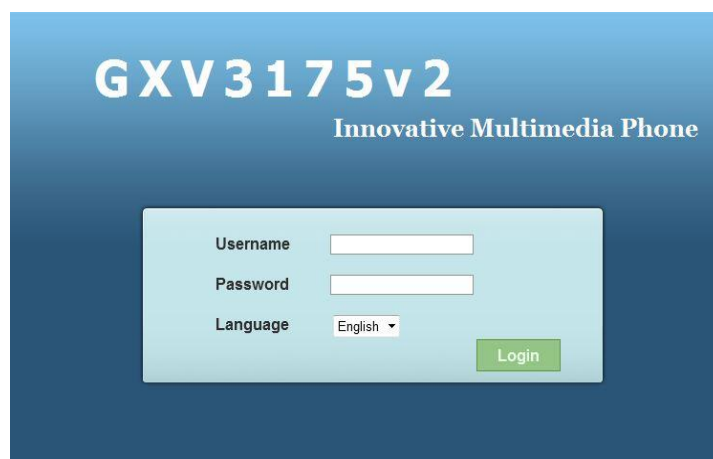 GXV3175v2
Innovative Multimedia Phone
Username
Password
Language English
Login